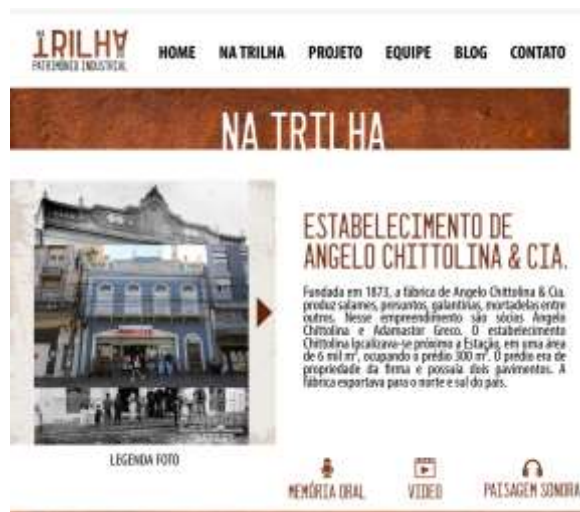 TRILHA
PATRIMÔNIO INDUSTRIAL
HOME NA TRILHA PROJETO EQUIPE BLOG CONTATO
NA TRILHA
ESTABELECIMENTO DE
ANGELO CHITTOLINA & CIA.
Fundada em 1873, a fábrica de Angelo Chittolina & Cia.
produz salames, presuntos, galantinas, mortadelas entre
outros. Nesse empreendimento são sócios Angelo
Chittolina e Adamastor Greco. O estabelecimento
Chittolina localizava-se próximo a Estação, em uma área
de 6 mil m², ocupando o prédio 300 m². O prédio era de
propriedade da firma e possuía dois pavimentos. A
fábrica exportava para o norte e sul do país.
LEGENDA FOTO
MEMÓRIA ORAL VIDEO PAISAGEM SONORA